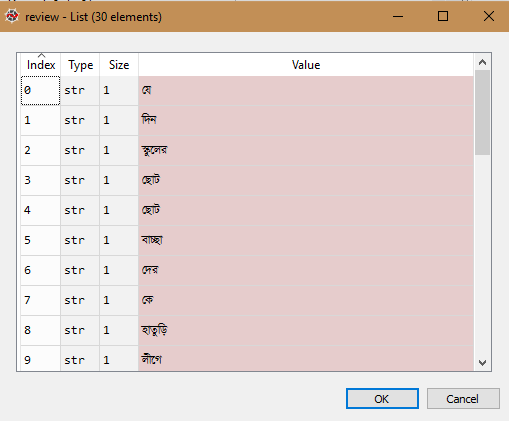 review - List (30 elements)
Index Type Size Value
0 str 1 যে
1 str 1 দিন
2 str 1 স্কুলের
3 str 1 ছোট
4 str 1 ছোট
5 str 1 বাচ্ছা
6 str 1 দের
7 str 1 কে
8 str 1 হাতুড়ি
9 str 1 লীগে
OK Cancel